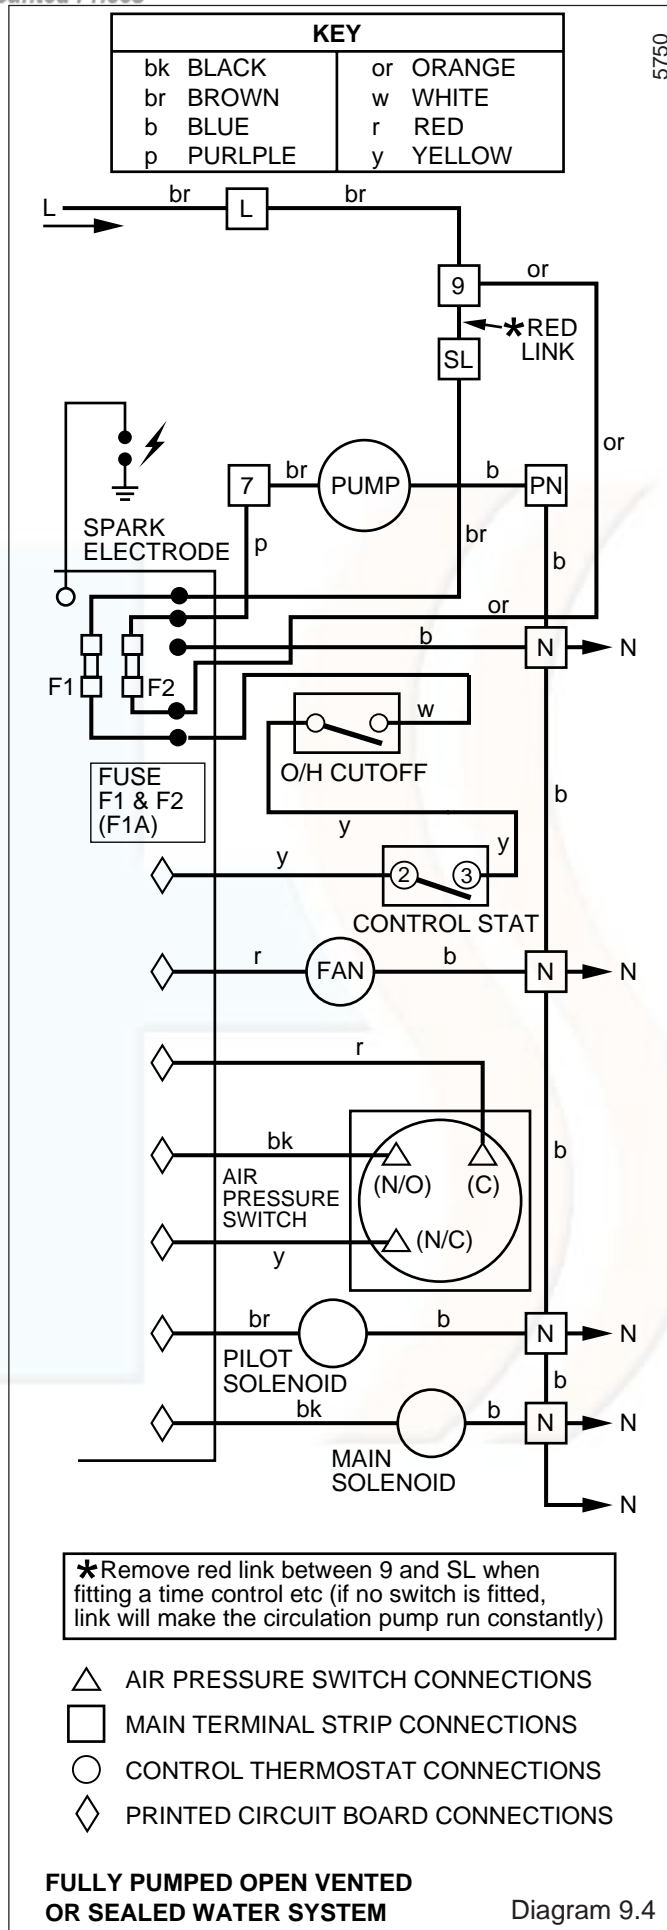 5750
KEY
bk BLACK
br BROWN
b BLUE
p PURLPLE
or ORANGE
w WHITE
r RED
y YELLOW
L br L br
9 or
*RED
LINK
SL
or
7 br PUMP b PN
SPARK
ELECTRODE
p
br
b
or
b N N
F1 F2
w
O/H CUTOFF
FUSE
F1 & F2
(F1A)
b
y
y
y 2 3
CONTROL STAT
r FAN b N N
r
bk
(N/O) (C)
b
AIR
PRESSURE
SWITCH
(N/C)
y
br b N N
PILOT
SOLENOID
b
bk b N N
MAIN
SOLENOID
N
*Remove red link between 9 and SL when
fitting a time control etc (if no switch is fitted,
link will make the circulation pump run constantly)
AIR PRESSURE SWITCH CONNECTIONS
MAIN TERMINAL STRIP CONNECTIONS
CONTROL THERMOSTAT CONNECTIONS
PRINTED CIRCUIT BOARD CONNECTIONS
FULLY PUMPED OPEN VENTED
OR SEALED WATER SYSTEM
Diagram 9.4